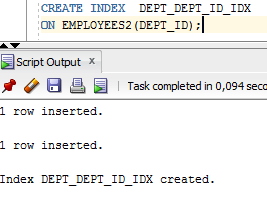 CREATE INDEX  DEPT_DEPT_ID_IDX
ON EMPLOYEES2(DEPT_ID);
Script Output x
Task completed in 0,094 seco
1 row inserted.
1 row inserted.
Index DEPT_DEPT_ID_IDX created.